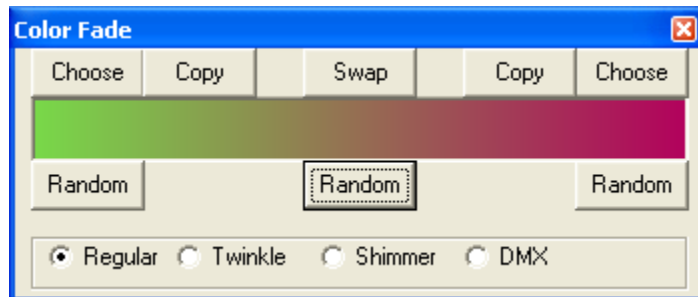 Color Fade
Choose Copy Swap Copy Choose
Random Random Random
Regular Twinkle Shimmer DMX